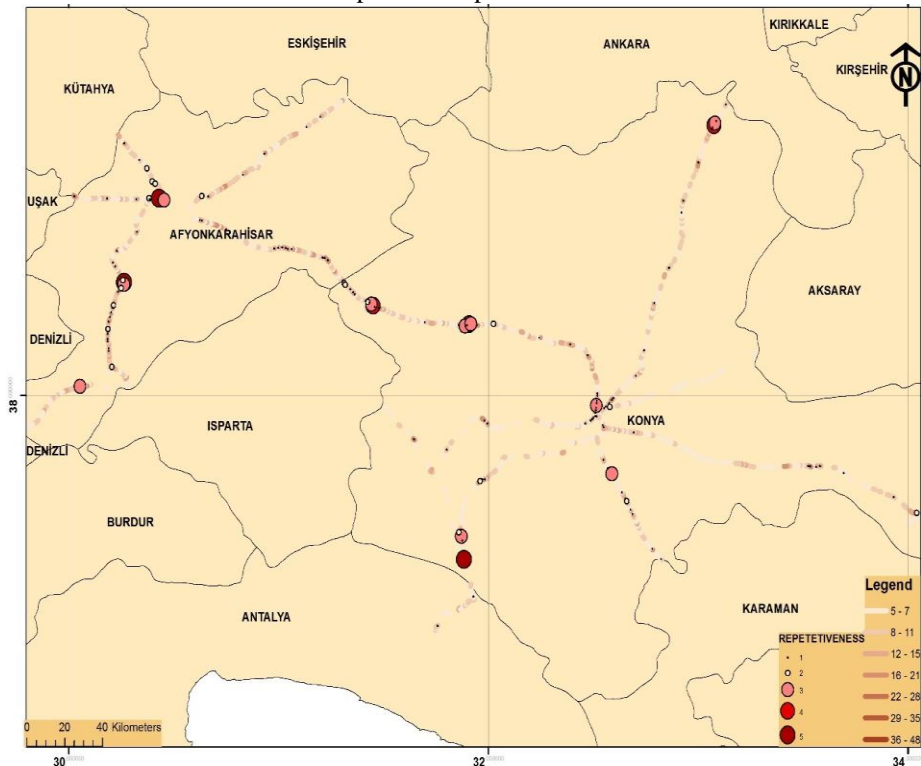 KIRIKKALE
ESKİŞEHİR
ANKARA
KIRŞEHİR
N
KÜTAHYA
UŞAK
AFYONKARAHİSAR
AKSARAY
DENİZLİ
38
ISPARTA
KONYA
DENİZLİ
BURDUR
ANTALYA
KARAMAN
Legend
5 - 7
8 - 11
12 - 15
16 - 21
22 - 28
29 - 35
36 - 48
REPETETIVENESS
1
2
3
4
5
0 20 40 Kilometers
30 32 34